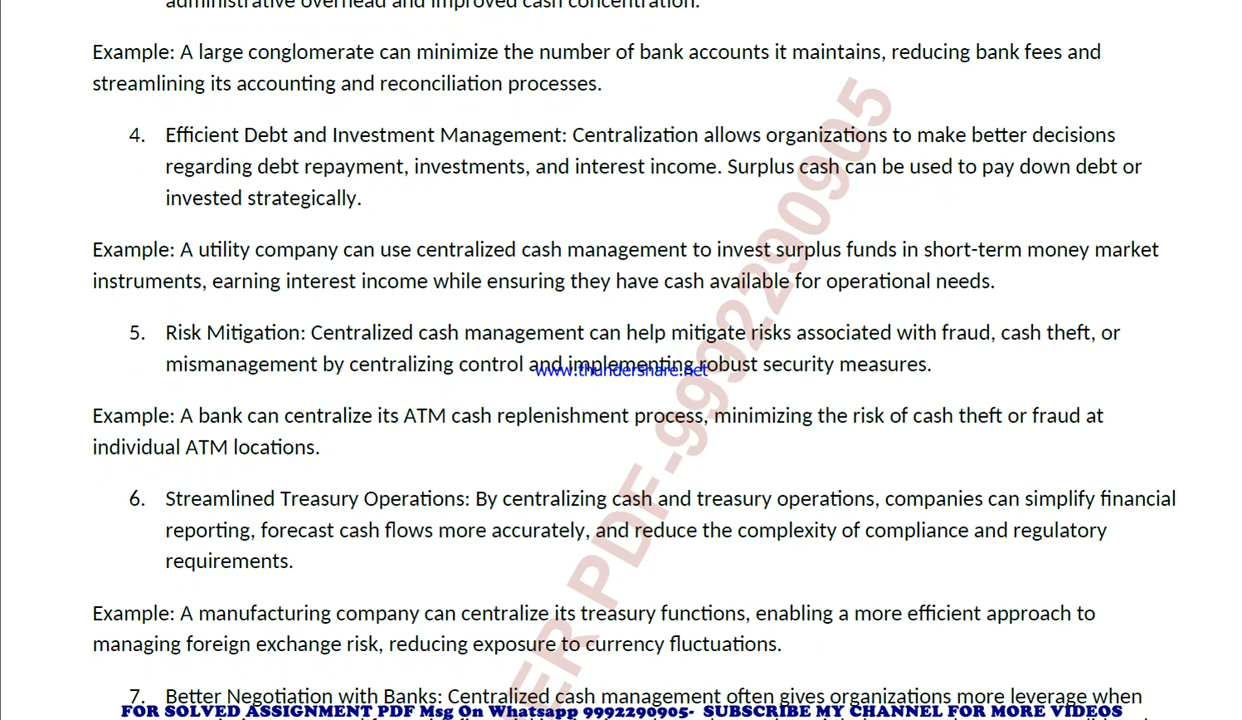 administrative overhead and improved cash concentration.
Example: A large conglomerate can minimize the number of bank accounts it maintains, reducing bank fees and
streamlining its accounting and reconciliation processes.
4. Efficient Debt and Investment Management: Centralization allows organizations to make better decisions
regarding debt repayment, investments, and interest income. Surplus cash can be used to pay down debt or
invested strategically.
Example: A utility company can use centralized cash management to invest surplus funds in short-term money market
instruments, earning interest income while ensuring they have cash available for operational needs.
5. Risk Mitigation: Centralized cash management can help mitigate risks associated with fraud, cash theft, or
mismanagement by centralizing control and implementing robust security measures.
www.thundershare.net
Example: A bank can centralize its ATM cash replenishment process, minimizing the risk of cash theft or fraud at
individual ATM locations.
6. Streamlined Treasury Operations: By centralizing cash and treasury operations, companies can simplify financial
reporting, forecast cash flows more accurately, and reduce the complexity of compliance and regulatory
requirements.
Example: A manufacturing company can centralize its treasury functions, enabling a more efficient approach to
managing foreign exchange risk, reducing exposure to currency fluctuations.
7. Better Negotiation with Banks: Centralized cash management often gives organizations more leverage when
FOR SOLVED ASSIGNMENT PDF Msg On Whatsapp 9992290905- SUBSCRIBE MY CHANNEL FOR MORE VIDEOS
ER PDF-9992290905